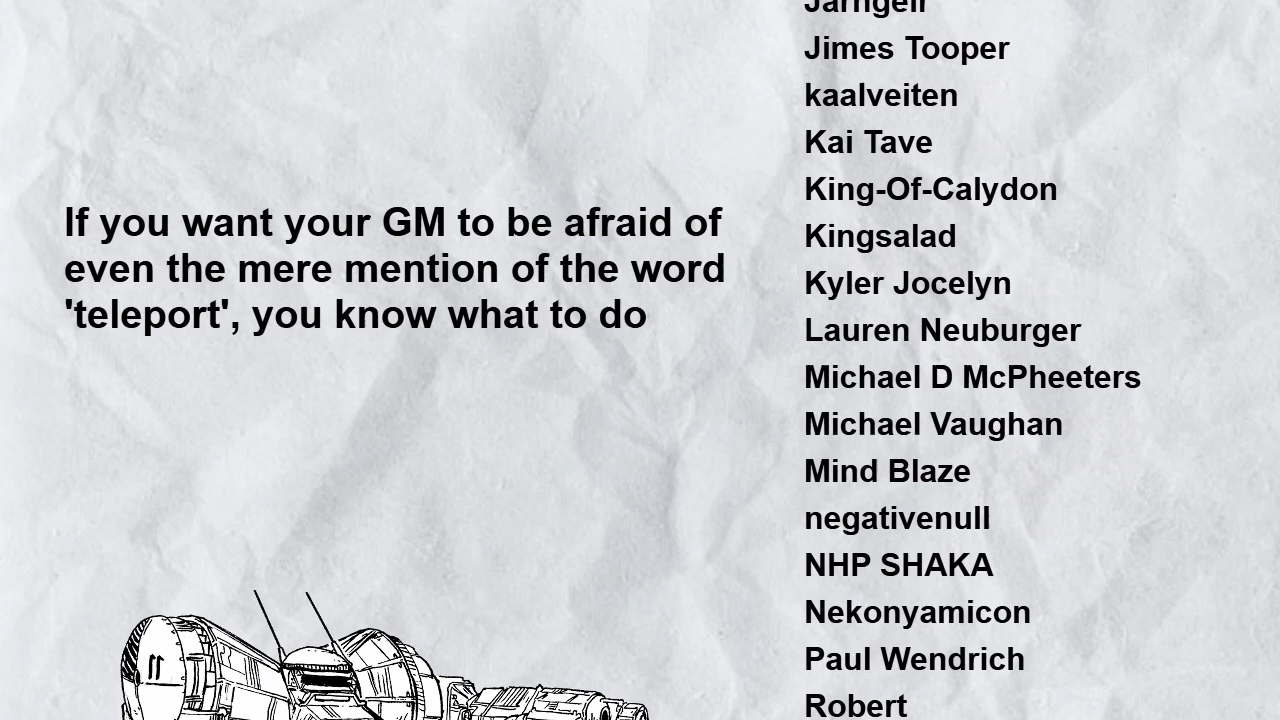 If you want your GM to be afraid of
even the mere mention of the word
'teleport', you know what to do
Jarngeir
Jimes Tooper
kaalveiten
Kai Tave
King-Of-Calydon
Kingsalad
Kyler Jocelyn
Lauren Neuburger
Michael D McPheeters
Michael Vaughan
Mind Blaze
negativenull
NHP SHAKA
Nekonyamicon
Paul Wendrich
Robert